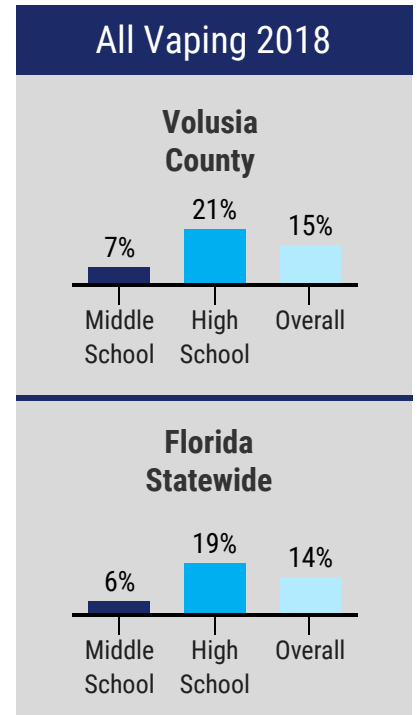 All Vaping 2018
Volusia
County
7%
21%
15%
Middle
School
High
School
Overall
Florida
Statewide
6%
19%
14%
Middle
School
High
School
Overall